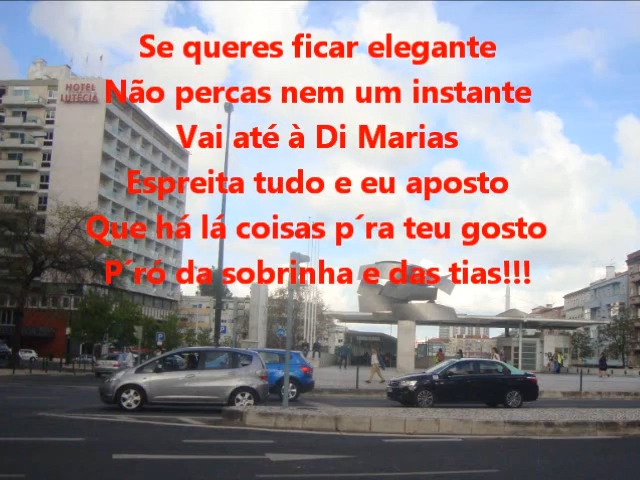 Se queres ficar elegante
Não percas nem um instante
Vai até à Di Marias
Espreita tudo e eu aposto
Que há lá coisas p´ra teu gosto
P´ró da sobrinha e das tias!!!
HOTEL
LUTÉCIA